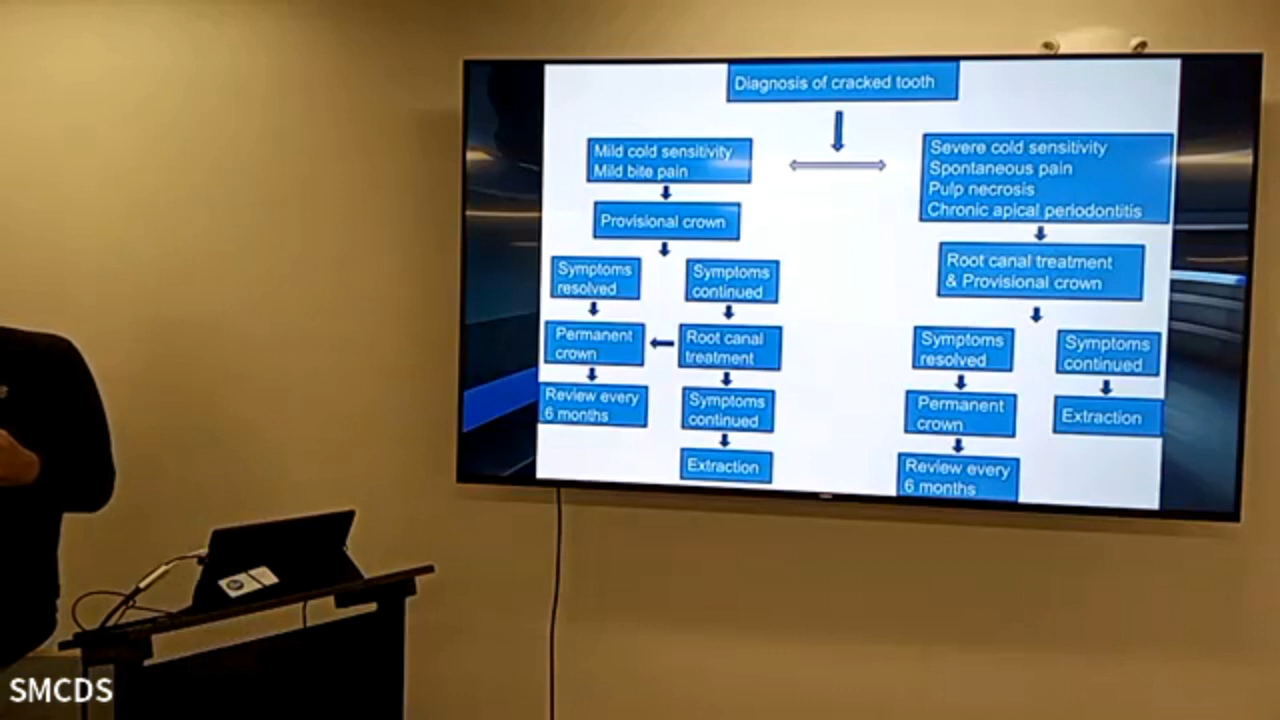 Diagnosis of cracked tooth
Mild cold sensitivity
Mild bite pain
Severe cold sensitivity
Spontaneous pain
Pulp necrosis
Chronic apical periodontitis
Provisional crown
Root canal treatment
& Provisional crown
Symptoms
resolved
Symptoms
continued
Permanent
crown
Root canal
treatment
Review every
6 months
Symptoms
continued
Extraction
Symptoms
resolved
Symptoms
continued
Permanent
crown
Extraction
Review every
6 months
SMCDS